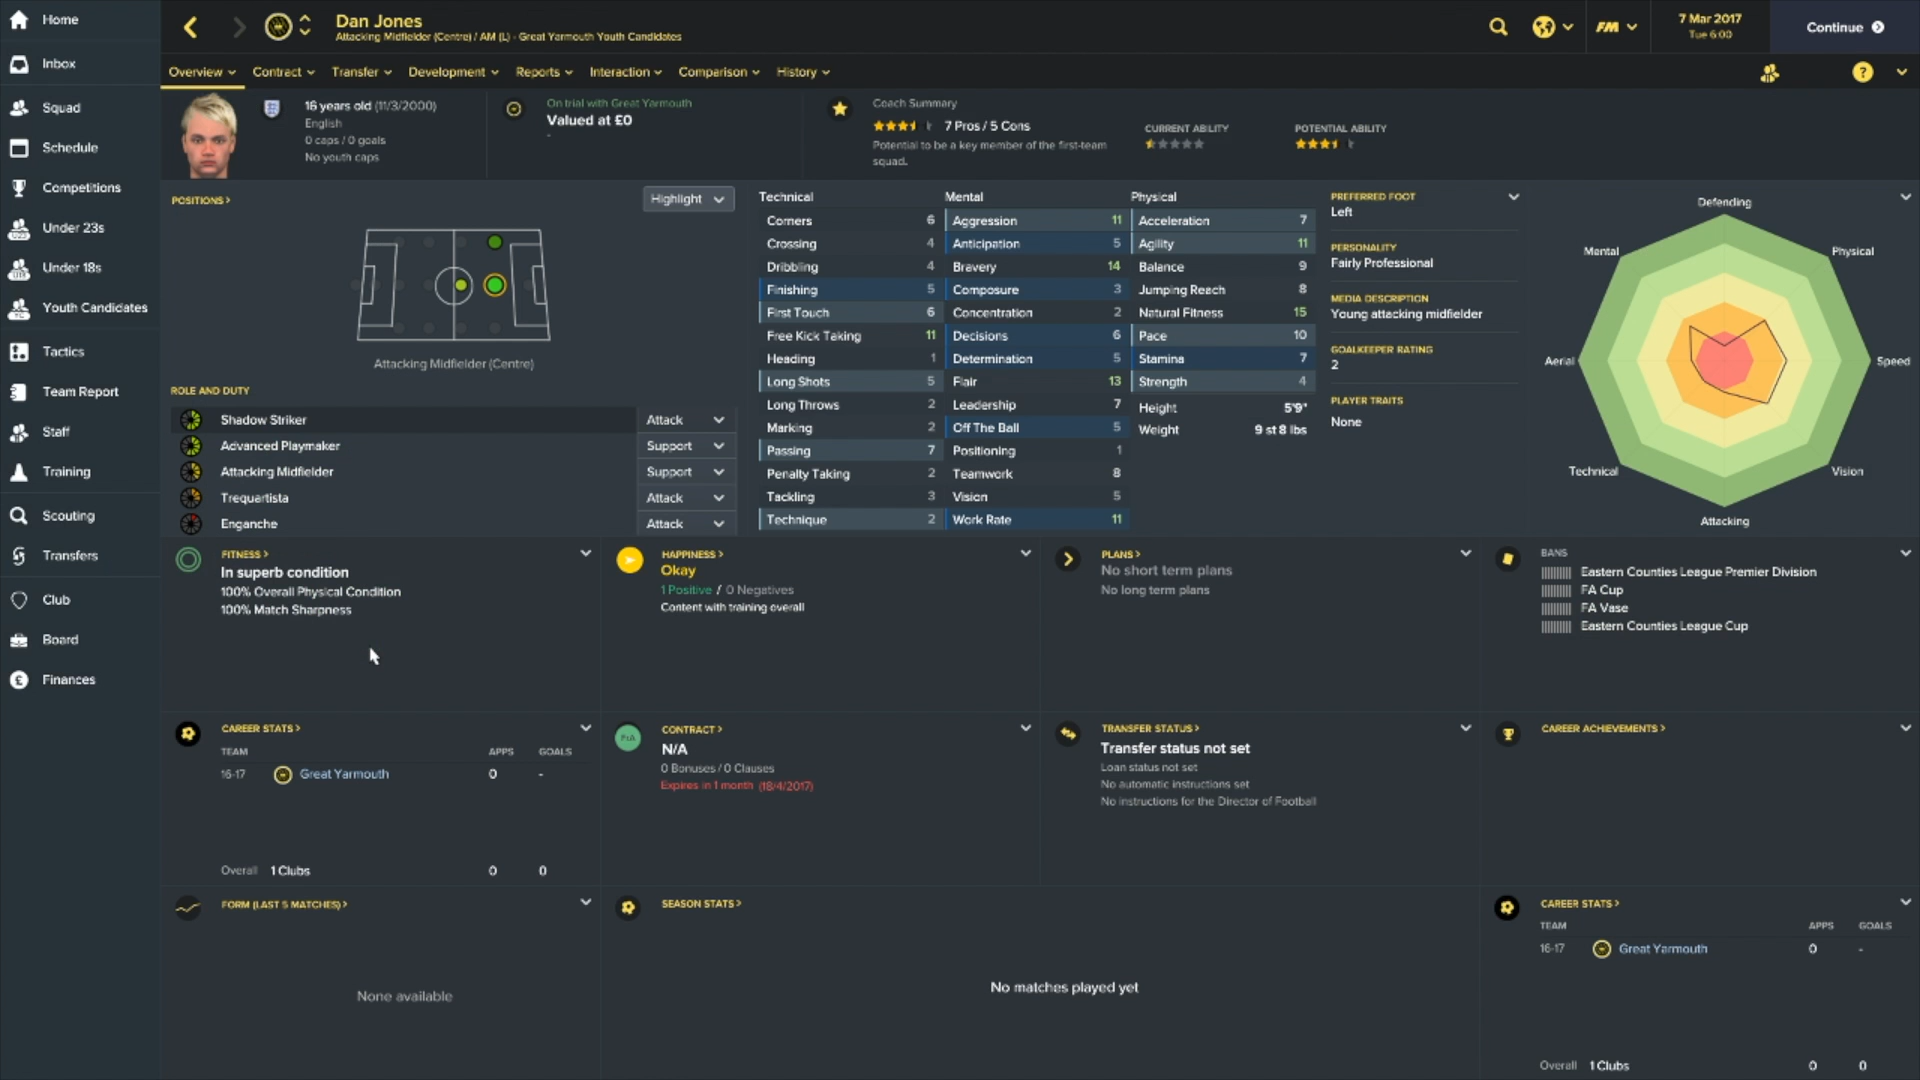 Home
Inbox
Squad
Schedule
Competitions
Under 23s
Under 18s
Youth Candidates
Tactics
Team Report
Staff
Training
Scouting
Transfers
Club
Board
Finances
Dan Jones
Attacking Midfielder (Centre) / AM (L) - Great Yarmouth Youth Candidates
FM
7 Mar 2017
Tue 6:00
Continue
Overview
Contract
Transfer
Development
Reports
Interaction
Comparison
History
?
16 years old (11/3/2000)
English
0 caps / 0 goals
No youth caps
On trial with Great Yarmouth
Valued at £0
-
Coach Summary
7 Pros / 5 Cons
Potential to be a key member of the first-team
squad.
CURRENT ABILITY
POTENTIAL ABILITY
POSITIONS >
Highlight
Attacking Midfielder (Centre)
ROLE AND DUTY
Shadow Striker Attack
Advanced Playmaker Support
Attacking Midfielder Support
Trequartista Attack
Enganche Attack
Technical
Corners 6
Crossing 4
Dribbling 4
Finishing 5
First Touch 6
Free Kick Taking 11
Heading 1
Long Shots 5
Long Throws 2
Marking 2
Passing 7
Penalty Taking 2
Tackling 3
Technique 2
Mental
Aggression 11
Anticipation 5
Bravery 14
Composure 3
Concentration 2
Decisions 6
Determination 5
Flair 13
Leadership 7
Off The Ball 5
Positioning 1
Teamwork 8
Vision 5
Work Rate 11
Physical
Acceleration 7
Agility 11
Balance 9
Jumping Reach 8
Natural Fitness 15
Pace 10
Stamina 7
Strength 4
Height 5'9"
Weight 9 st 8 lbs
PREFERRED FOOT
Left
PERSONALITY
Fairly Professional
MEDIA DESCRIPTION
Young attacking midfielder
GOALKEEPER RATING
2
PLAYER TRAITS
None
Defending
Physical
Speed
Vision
Attacking
Technical
Aerial
Mental
FITNESS >
In superb condition
100% Overall Physical Condition
100% Match Sharpness
HAPPINESS >
Okay
1 Positive / 0 Negatives
Content with training overall
PLANS >
No short term plans
No long term plans
BANS
Eastern Counties League Premier Division
FA Cup
FA Vase
Eastern Counties League Cup
CAREER STATS >
TEAM APPS GOALS
16-17 Great Yarmouth 0 -
Overall 1 Clubs 0 0
CONTRACT >
N/A
0 Bonuses / 0 Clauses
Expires in 1 month (18/4/2017)
TRANSFER STATUS >
Transfer status not set
Loan status not set
No automatic instructions set
No instructions for the Director of Football
CAREER ACHIEVEMENTS >
FORM (LAST 5 MATCHES) >
None available
SEASON STATS >
No matches played yet
CAREER STATS >
TEAM APPS GOALS
16-17 Great Yarmouth 0 -
Overall 1 Clubs 0 0